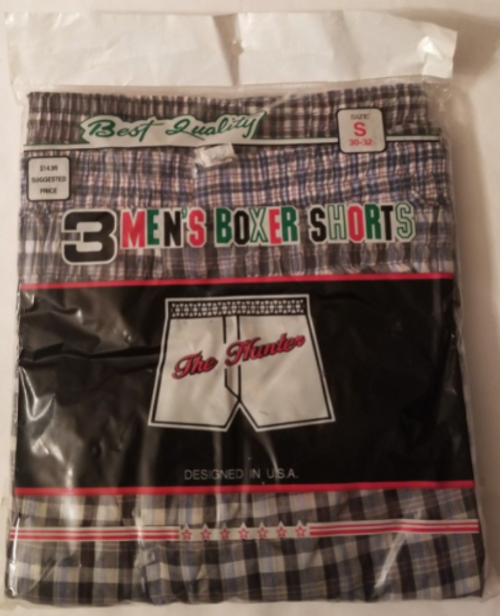 Best Quality
SIZE:
S
30-32
$14.95
SUGGESTED
PRICE
3 MEN'S BOXER SHORTS
The Hunter
DESIGNED IN U.S.A.